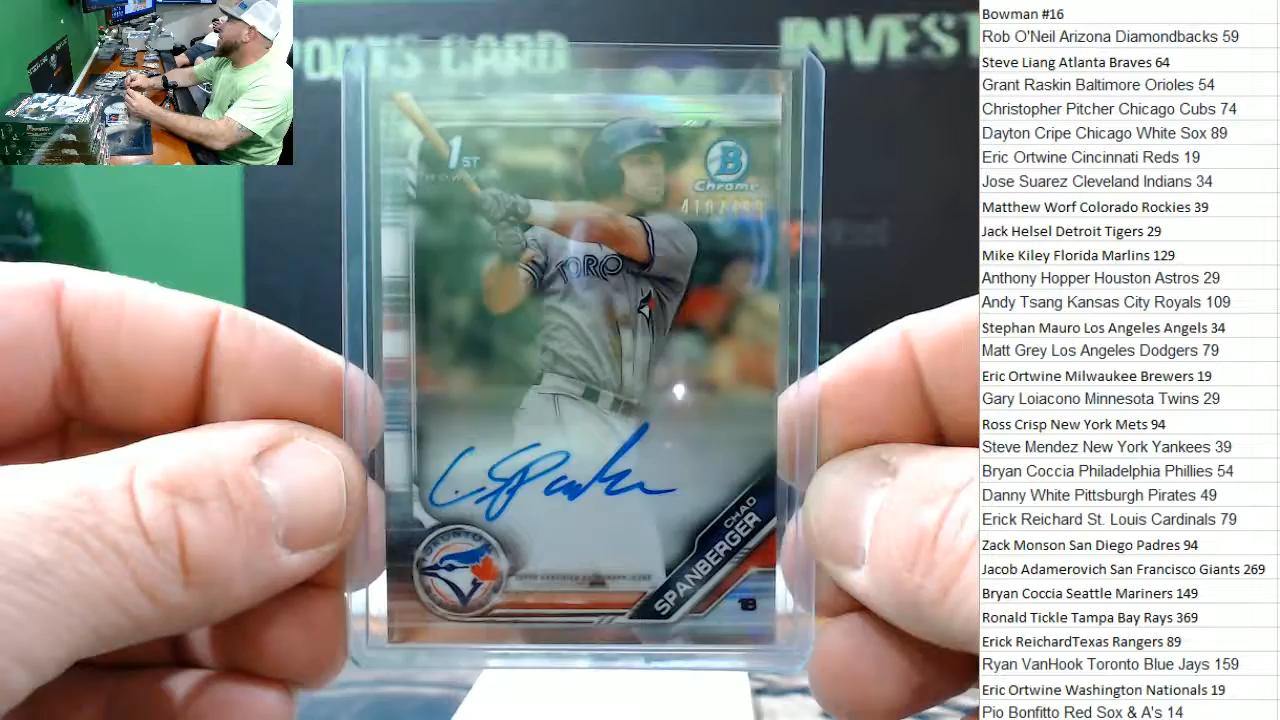 SPORTS CARD
INVEST
1ST
BOWMAN
B
Chrome
TORO
CHAD
SPANBERGER
1B
Bowman #16
Rob O'Neil Arizona Diamondbacks 59
Steve Liang Atlanta Braves 64
Grant Raskin Baltimore Orioles 54
Christopher Pitcher Chicago Cubs 74
Dayton Cripe Chicago White Sox 89
Eric Ortwine Cincinnati Reds 19
Jose Suarez Cleveland Indians 34
Matthew Worf Colorado Rockies 39
Jack Helsel Detroit Tigers 29
Mike Kiley Florida Marlins 129
Anthony Hopper Houston Astros 29
Andy Tsang Kansas City Royals 109
Stephan Mauro Los Angeles Angels 34
Matt Grey Los Angeles Dodgers 79
Eric Ortwine Milwaukee Brewers 19
Gary Loiacono Minnesota Twins 29
Ross Crisp New York Mets 94
Steve Mendez New York Yankees 39
Bryan Coccia Philadelphia Phillies 54
Danny White Pittsburgh Pirates 49
Erick Reichard St. Louis Cardinals 79
Zack Monson San Diego Padres 94
Jacob Adamerovich San Francisco Giants 269
Bryan Coccia Seattle Mariners 149
Ronald Tickle Tampa Bay Rays 369
Erick ReichardTexas Rangers 89
Ryan VanHook Toronto Blue Jays 159
Eric Ortwine Washington Nationals 19
Pio Bonfitto Red Sox & A's 14